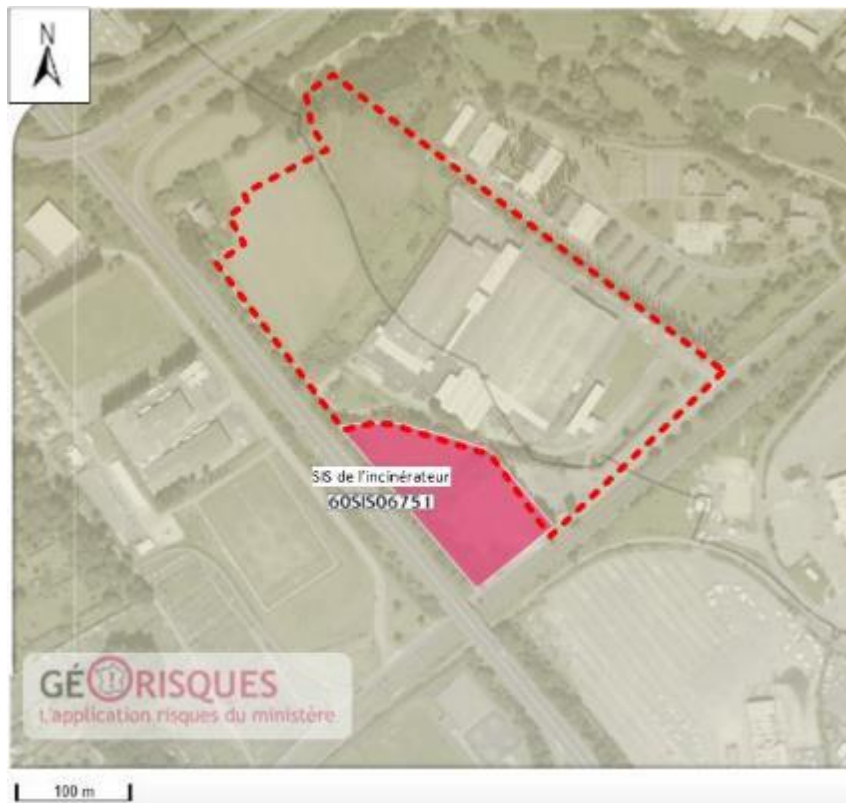 N
SIS de l'incinérateur
60SIS06751
GÉORISQUES
L'application risques du ministère
100 m